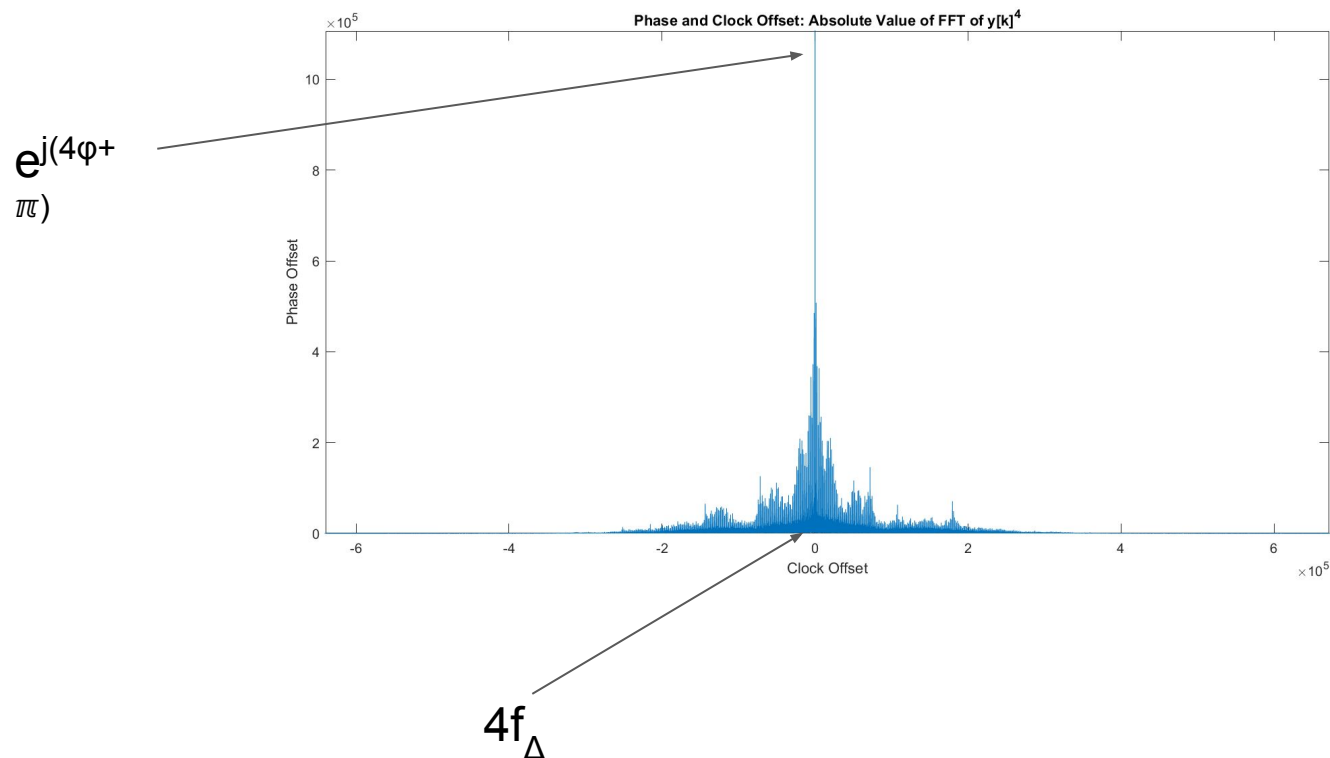 Phase and Clock Offset: Absolute Value of FFT of y[k]⁴
×10⁵
10
8
6
4
2
0
Phase Offset
-6 -4 -2 0 2 4 6
Clock Offset
×10⁵
e^j(4φ+
π)
4f_Δ